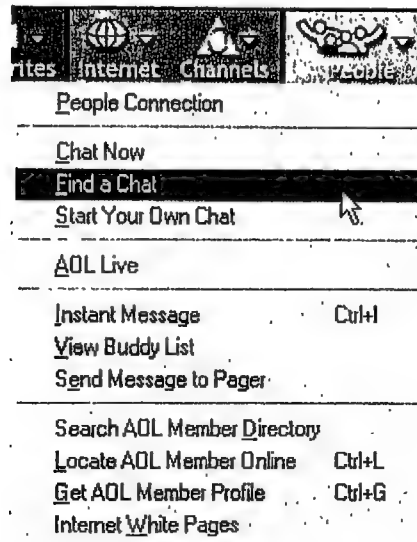 rites Internet Channels People
People Connection
Chat Now
Find a Chat
Start Your Own Chat
AOL Live
Instant Message Ctrl+I
View Buddy List
Send Message to Pager
Search AOL Member Directory
Locate AOL Member Online Ctrl+L
Get AOL Member Profile Ctrl+G
Internet White Pages